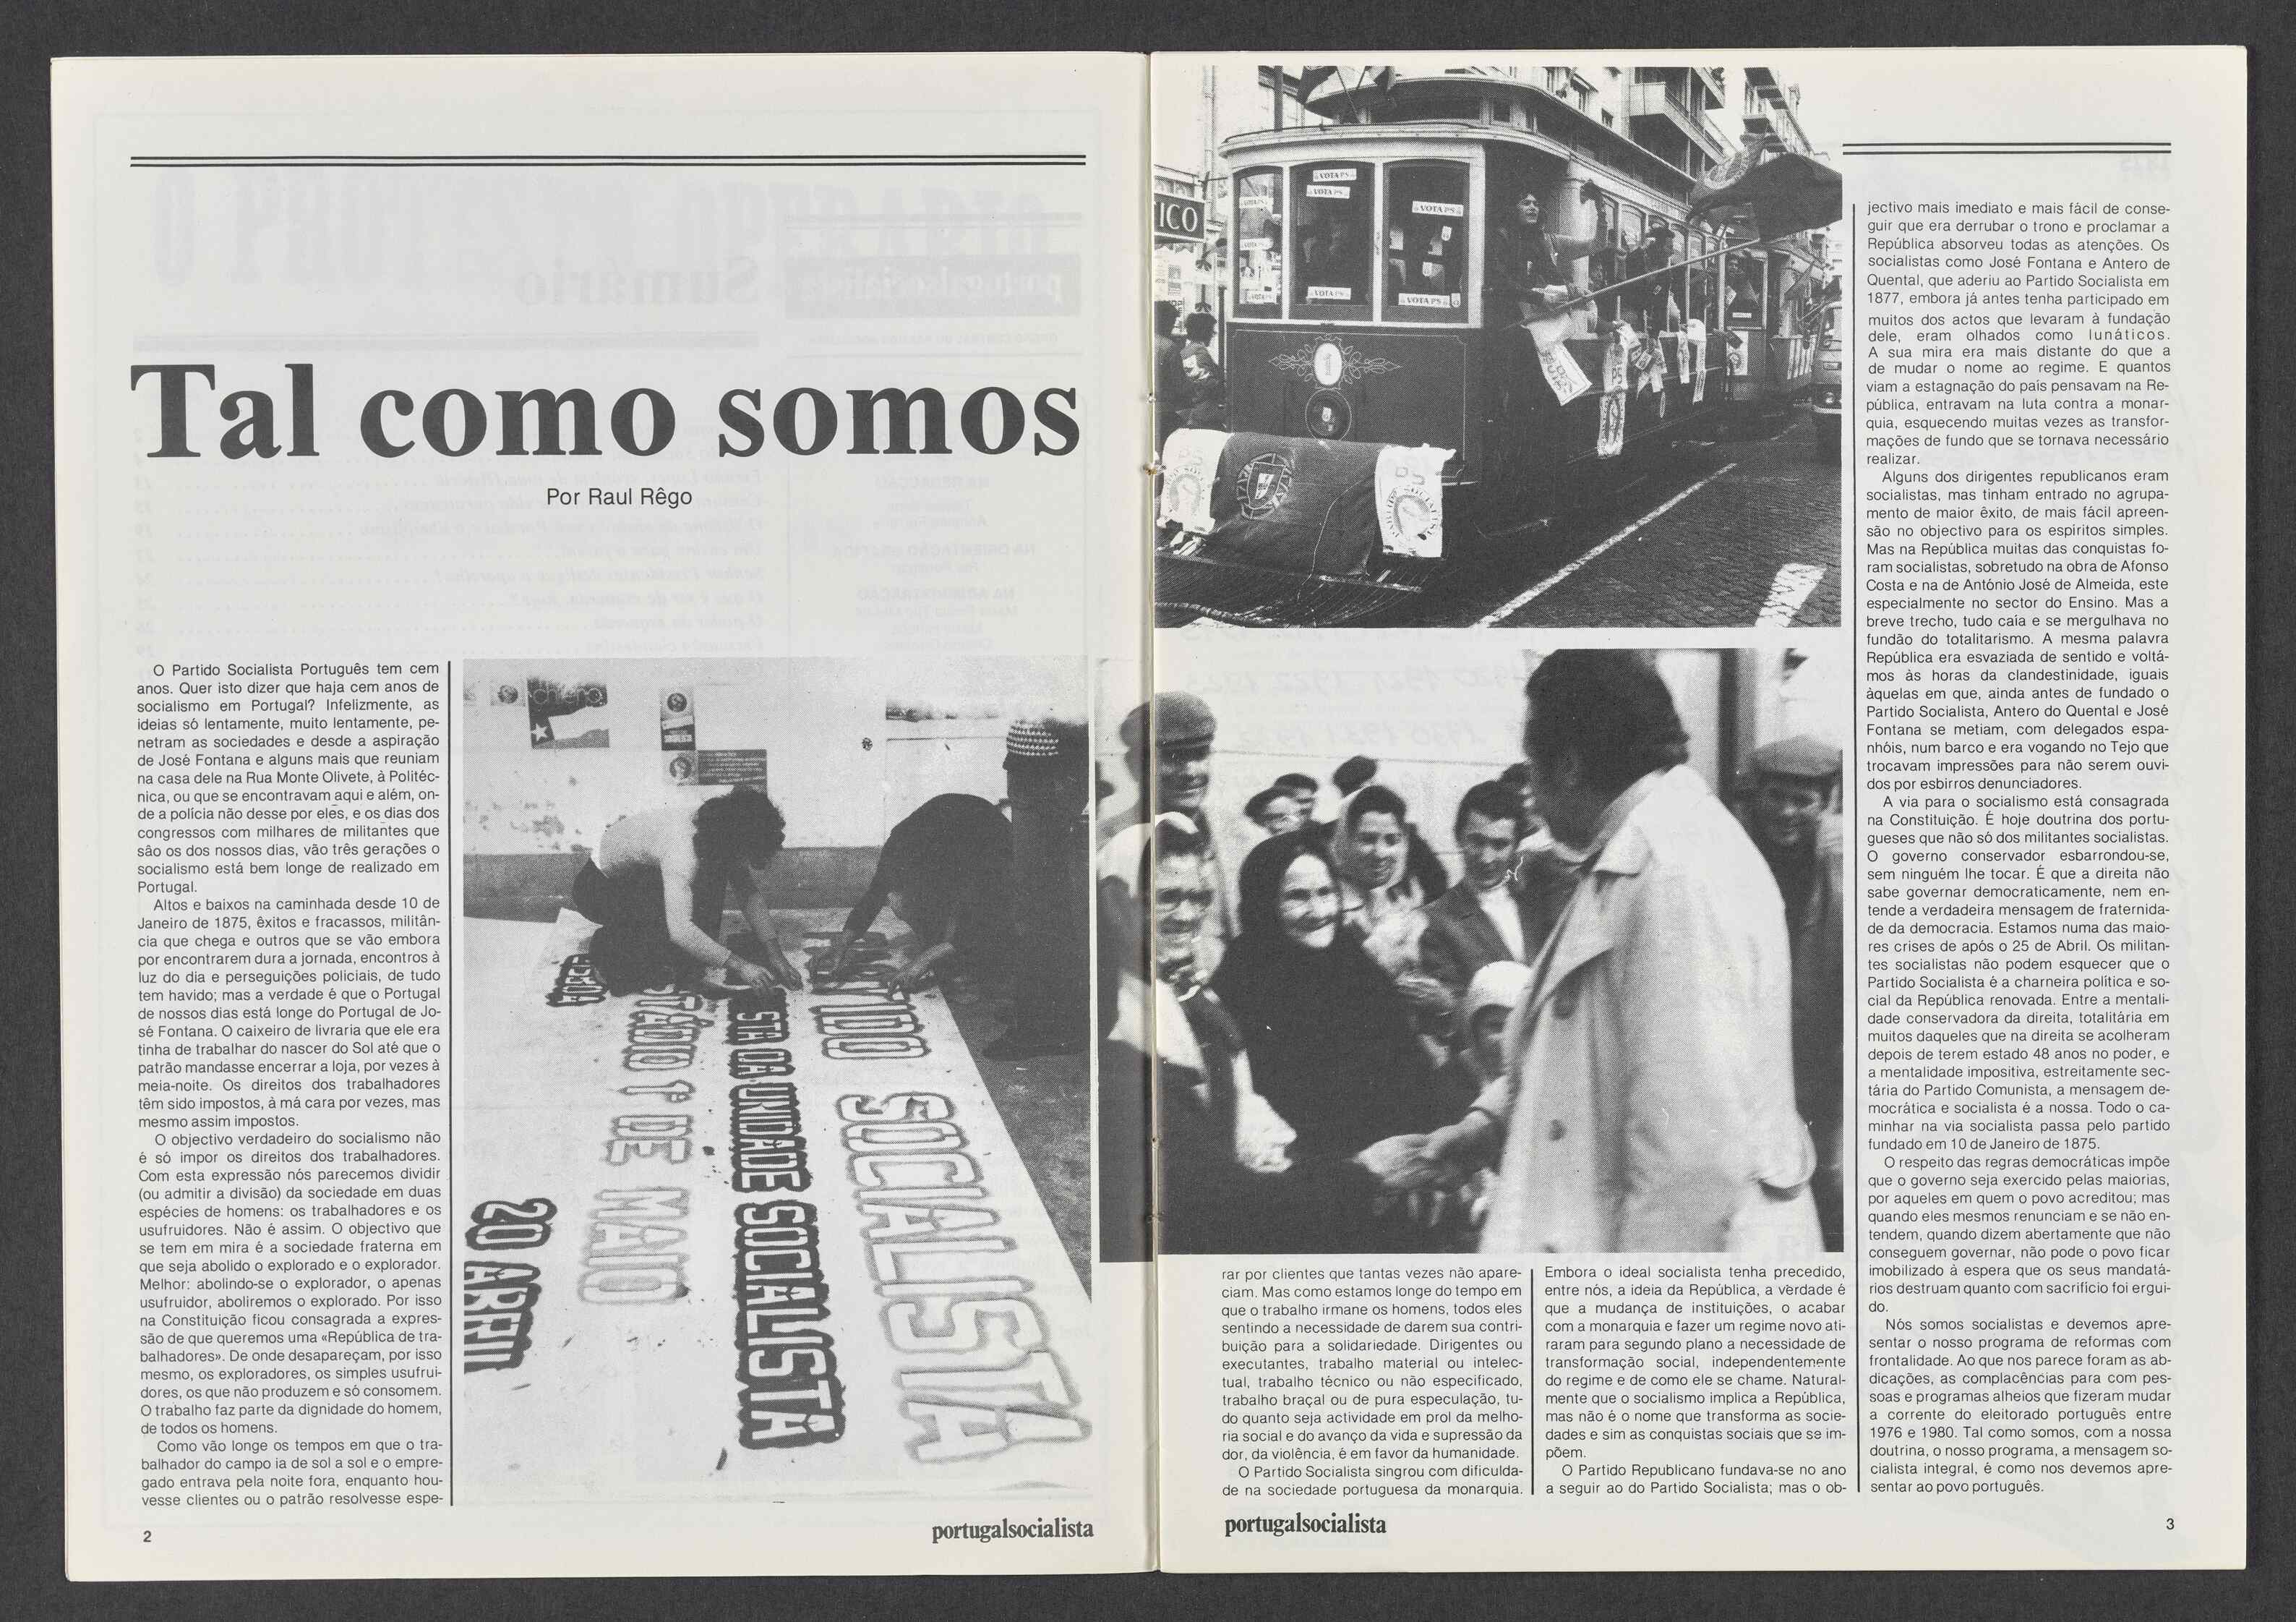 Tal como somos
Por Raul Rêgo
O Partido Socialista Português tem cem
anos. Quer isto dizer que haja cem anos de
socialismo em Portugal? Infelizmente, as
ideias só lentamente, muito lentamente, pe-
netram as sociedades e desde a aspiração
de José Fontana e alguns mais que reuniam
na casa dele na Rua Monte Olivete, à Politéc-
nica, ou que se encontravam aqui e além, on-
de a polícia não desse por eles, e os dias dos
congressos com milhares de militantes que
são os dos nossos dias, vão três gerações o
socialismo está bem longe de realizado em
Portugal.
Altos e baixos na caminhada desde 10 de
Janeiro de 1875, êxitos e fracassos, militân-
cia que chega e outros que se vão embora
por encontrarem dura a jornada, encontros à
luz do dia e perseguições policiais, de tudo
tem havido; mas a verdade é que o Portugal
de nossos dias está longe do Portugal de Jo-
sé Fontana. O caixeiro de livraria que ele era
tinha de trabalhar do nascer do Sol até que o
patrão mandasse encerrar a loja, por vezes à
meia-noite. Os direitos dos trabalhadores
têm sido impostos, à má cara por vezes, mas
mesmo assim impostos.
O objectivo verdadeiro do socialismo não
é só impor os direitos dos trabalhadores.
Com esta expressão nós parecemos dividir
(ou admitir a divisão) da sociedade em duas
espécies de homens: os trabalhadores e os
usufruidores. Não é assim. O objectivo que
se tem em mira é a sociedade fraterna em
que seja abolido o explorado e o explorador.
Melhor: abolindo-se o explorador, o apenas
usufruidor, aboliremos o explorado. Por isso
na Constituição ficou consagrada a expres-
são de que queremos uma «República de tra-
balhadores». De onde desapareçam, por isso
mesmo, os exploradores, os simples usufrui-
dores, os que não produzem e só consomem.
O trabalho faz parte da dignidade do homem,
de todos os homens.
Como vão longe os tempos em que o tra-
balhador do campo ia de sol a sol e o empre-
gado entrava pela noite fora, enquanto hou-
vesse clientes ou o patrão resolvesse espe-
SOCIALISTA
STA DA UNIDADE SOCIALISTA
1º DE MAIO
20 ABRIL
2
portugalsocialista
ICO
VOTA PS
VOTA PS
VOTA PS
VOTA PS
VOTA PS
1
PS
rar por clientes que tantas vezes não apare-
ciam. Mas como estamos longe do tempo em
que o trabalho irmane os homens, todos eles
sentindo a necessidade de darem sua contri-
buição para a solidariedade. Dirigentes ou
executantes, trabalho material ou intelec-
tual, trabalho técnico ou não especificado,
trabalho braçal ou de pura especulação, tu-
do quanto seja actividade em prol da melho-
ria social e do avanço da vida e supressão da
dor, da violência, é em favor da humanidade.
O Partido Socialista singrou com dificulda-
de na sociedade portuguesa da monarquia.
Embora o ideal socialista tenha precedido,
entre nós, a ideia da República, a verdade é
que a mudança de instituições, o acabar
com a monarquia e fazer um regime novo ati-
raram para segundo plano a necessidade de
transformação social, independentemente
do regime e de como ele se chame. Natural-
mente que o socialismo implica a República,
mas não é o nome que transforma as socie-
dades e sim as conquistas sociais que se im-
põem.
O Partido Republicano fundava-se no ano
a seguir ao do Partido Socialista; mas o ob-
jectivo mais imediato e mais fácil de conse-
guir que era derrubar o trono e proclamar a
República absorveu todas as atenções. Os
socialistas como José Fontana e Antero de
Quental, que aderiu ao Partido Socialista em
1877, embora já antes tenha participado em
muitos dos actos que levaram à fundação
dele, eram olhados como lunáticos.
A sua mira era mais distante do que a
de mudar o nome ao regime. E quantos
viam a estagnação do país pensavam na Re-
pública, entravam na luta contra a monar-
quia, esquecendo muitas vezes as transfor-
mações de fundo que se tornava necessário
realizar.
Alguns dos dirigentes republicanos eram
socialistas, mas tinham entrado no agrupa-
mento de maior êxito, de mais fácil apreen-
são no objectivo para os espíritos simples.
Mas na República muitas das conquistas fo-
ram socialistas, sobretudo na obra de Afonso
Costa e na de António José de Almeida, este
especialmente no sector do Ensino. Mas a
breve trecho, tudo caia e se mergulhava no
fundão do totalitarismo. A mesma palavra
República era esvaziada de sentido e voltá-
mos às horas da clandestinidade, iguais
àquelas em que, ainda antes de fundado o
Partido Socialista, Antero do Quental e José
Fontana se metiam, com delegados espa-
nhóis, num barco e era vogando no Tejo que
trocavam impressões para não serem ouvi-
dos por esbirros denunciadores.
A via para o socialismo está consagrada
na Constituição. É hoje doutrina dos portu-
gueses que não só dos militantes socialistas.
O governo conservador esbarrondou-se,
sem ninguém lhe tocar. É que a direita não
sabe governar democraticamente, nem en-
tende a verdadeira mensagem de fraternida-
de da democracia. Estamos numa das maio-
res crises de após o 25 de Abril. Os militan-
tes socialistas não podem esquecer que o
Partido Socialista é a charneira política e so-
cial da República renovada. Entre a mentali-
dade conservadora da direita, totalitária em
muitos daqueles que na direita se acolheram
depois de terem estado 48 anos no poder, e
a mentalidade impositiva, estreitamente sec-
tária do Partido Comunista, a mensagem de-
mocrática e socialista é a nossa. Todo o ca-
minhar na via socialista passa pelo partido
fundado em 10 de Janeiro de 1875.
O respeito das regras democráticas impõe
que o governo seja exercido pelas maiorias,
por aqueles em quem o povo acreditou; mas
quando eles mesmos renunciam e se não en-
tendem, quando dizem abertamente que não
conseguem governar, não pode o povo ficar
imobilizado à espera que os seus mandatá-
rios destruam quanto com sacrifício foi ergui-
do.
Nós somos socialistas e devemos apre-
sentar o nosso programa de reformas com
frontalidade. Ao que nos parece foram as ab-
dicações, as complacências para com pes-
soas e programas alheios que fizeram mudar
a corrente do eleitorado português entre
1976 e 1980. Tal como somos, com a nossa
doutrina, o nosso programa, a mensagem so-
cialista integral, é como nos devemos apre-
sentar ao povo português.
portugalsocialista
3